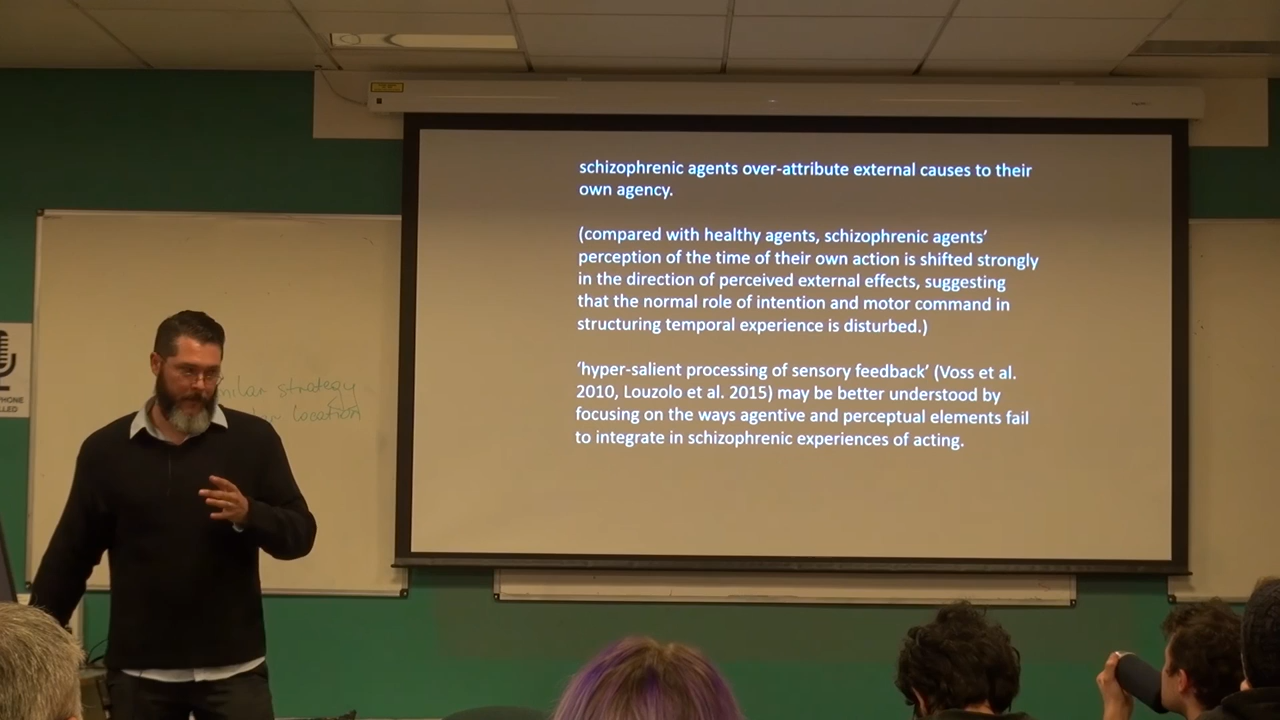 schizophrenic agents over-attribute external causes to their
own agency.
(compared with healthy agents, schizophrenic agents’
perception of the time of their own action is shifted strongly
in the direction of perceived external effects, suggesting
that the normal role of intention and motor command in
structuring temporal experience is disturbed.)
‘hyper-salient processing of sensory feedback’ (Voss et al.
2010, Louzolo et al. 2015) may be better understood by
focusing on the ways agentive and perceptual elements fail
to integrate in schizophrenic experiences of acting.
strategy
location